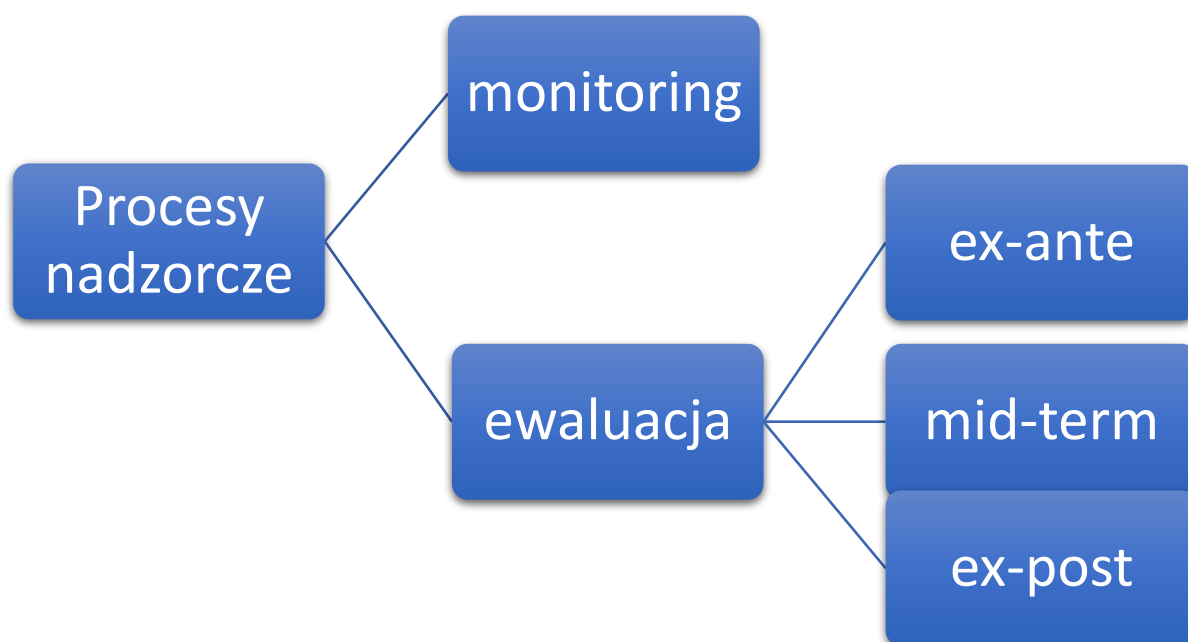 monitoring
Procesy
nadzorcze
ex-ante
ewaluacja
mid-term
ex-post